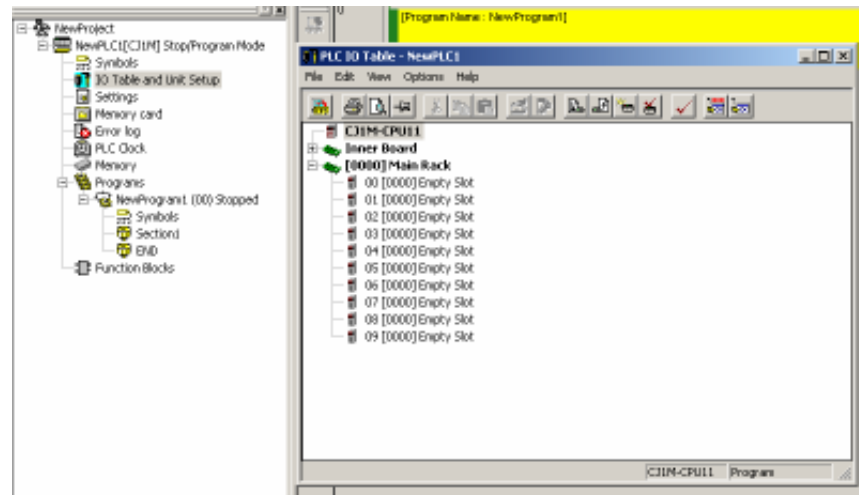 NewProject
NewPLC1[CJ1M] Stop/Program Mode
Symbols
IO Table and Unit Setup
Settings
Memory card
Error log
PLC Clock
Memory
Programs
NewProgram1 (00) Stopped
Symbols
Section1
END
Function Blocks
0
[Program Name : NewProgram1]
PLC IO Table - NewPLC1
File Edit View Options Help
CJ1M-CPU11
Inner Board
[0000] Main Rack
00 [0000] Empty Slot
01 [0000] Empty Slot
02 [0000] Empty Slot
03 [0000] Empty Slot
04 [0000] Empty Slot
05 [0000] Empty Slot
06 [0000] Empty Slot
07 [0000] Empty Slot
08 [0000] Empty Slot
09 [0000] Empty Slot
CJ1M-CPU11 Program